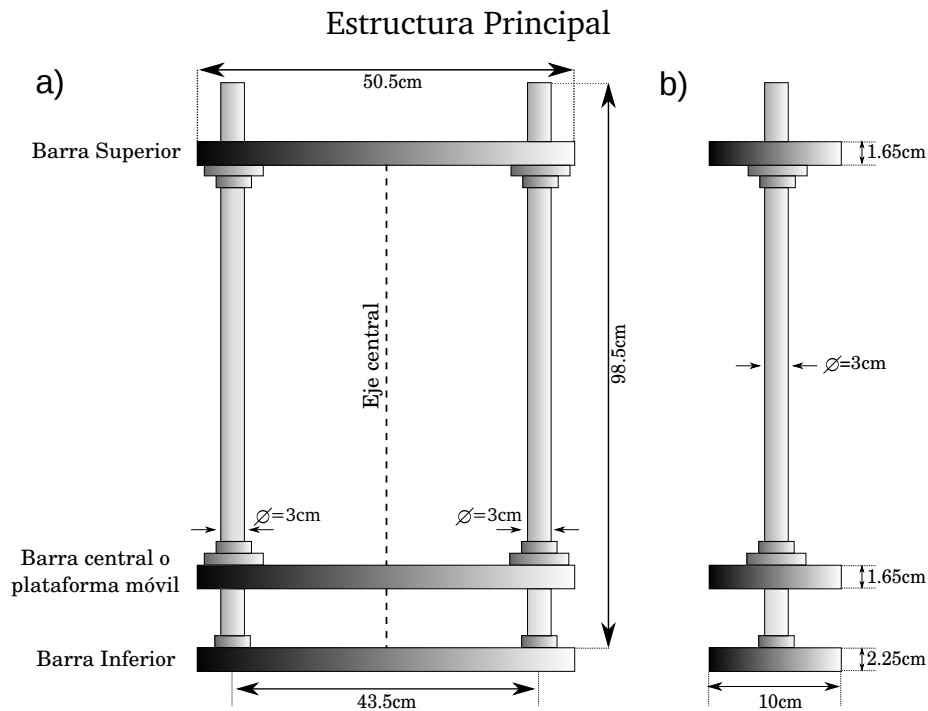 Estructura Principal
a)
50.5cm
b)
Barra Superior
1.65cm
Eje central
98.5cm
∅=3cm
∅=3cm
∅=3cm
Barra central o
plataforma móvil
1.65cm
Barra Inferior
2.25cm
43.5cm
10cm